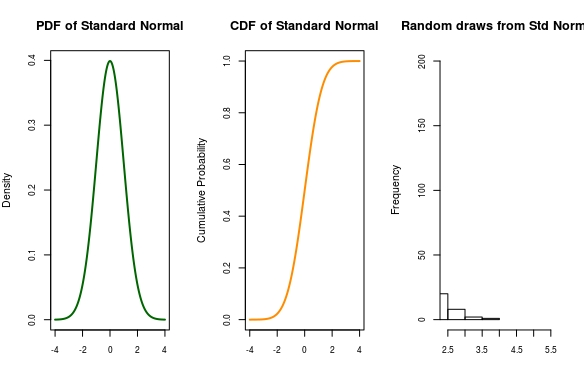 PDF of Standard Normal
CDF of Standard Normal
Random draws from Std Norm
Density
0.0
0.1
0.2
0.3
0.4
-4 -2 0 2 4
Cumulative Probability
0.0
0.2
0.4
0.6
0.8
1.0
-4 -2 0 2 4
Frequency
0
50
100
150
200
2.5 3.5 4.5 5.5